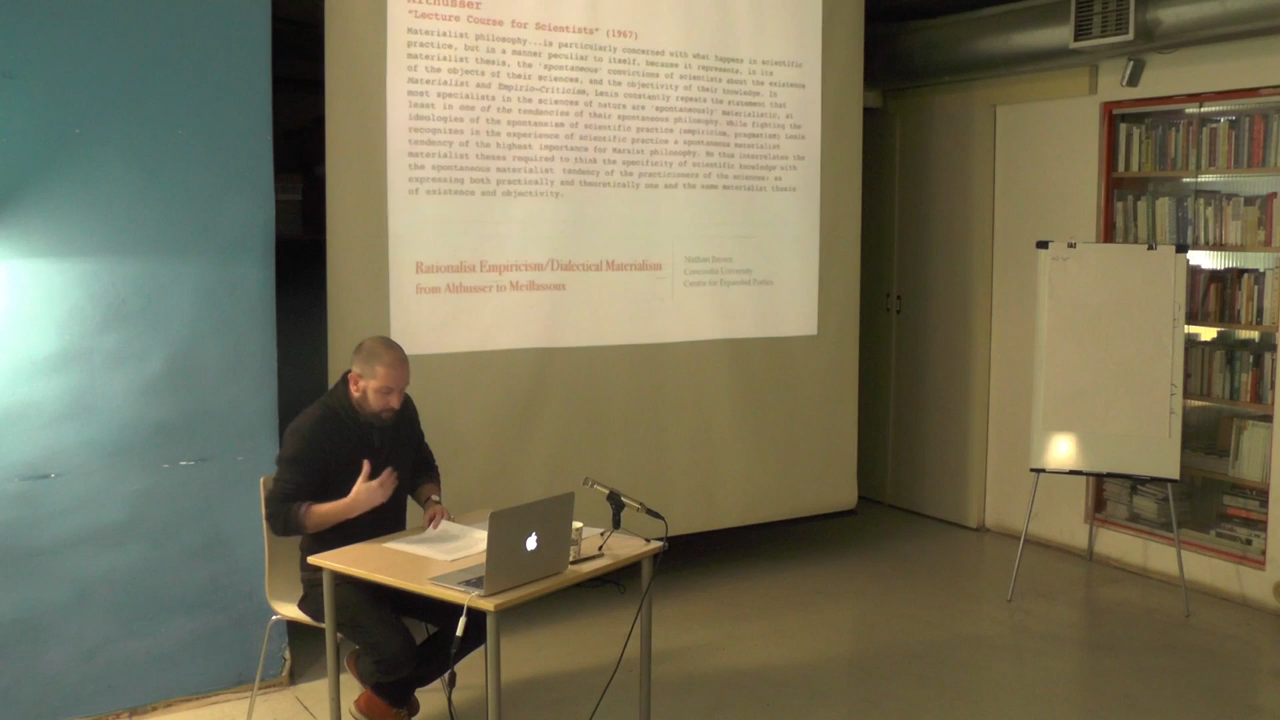 Althusser
"Lecture Course for Scientists" (1967)
Materialist philosophy...is particularly concerned with what happens in scientific
practice, but in a manner peculiar to itself, because it represents, in its
materialist thesis, the 'spontaneous' convictions of scientists about the existence
of the objects of their sciences, and the objectivity of their knowledge. In
Materialist and Empirio-Criticism, Lenin constantly repeats the statement that
most specialists in the sciences of nature are 'spontaneously' materialistic, at
least in one of the tendencies of their spontaneous philosophy. While fighting the
ideologies of the spontaneism of scientific practice (empiricism, pragmatism) Lenin
recognizes in the experience of scientific practice a spontaneous materialist
tendency of the highest importance for Marxist philosophy. He thus interrelates the
materialist theses required to think the specificity of scientific knowledge with
the spontaneous materialist tendency of the practitioners of the sciences: as
expressing both practically and theoretically one and the same materialist thesis
of existence and objectivity.
Rationalist Empiricism/Dialectical Materialism
from Althusser to Meillassoux
Nathan Brown
Concordia University
Centre for Expanded Poetics